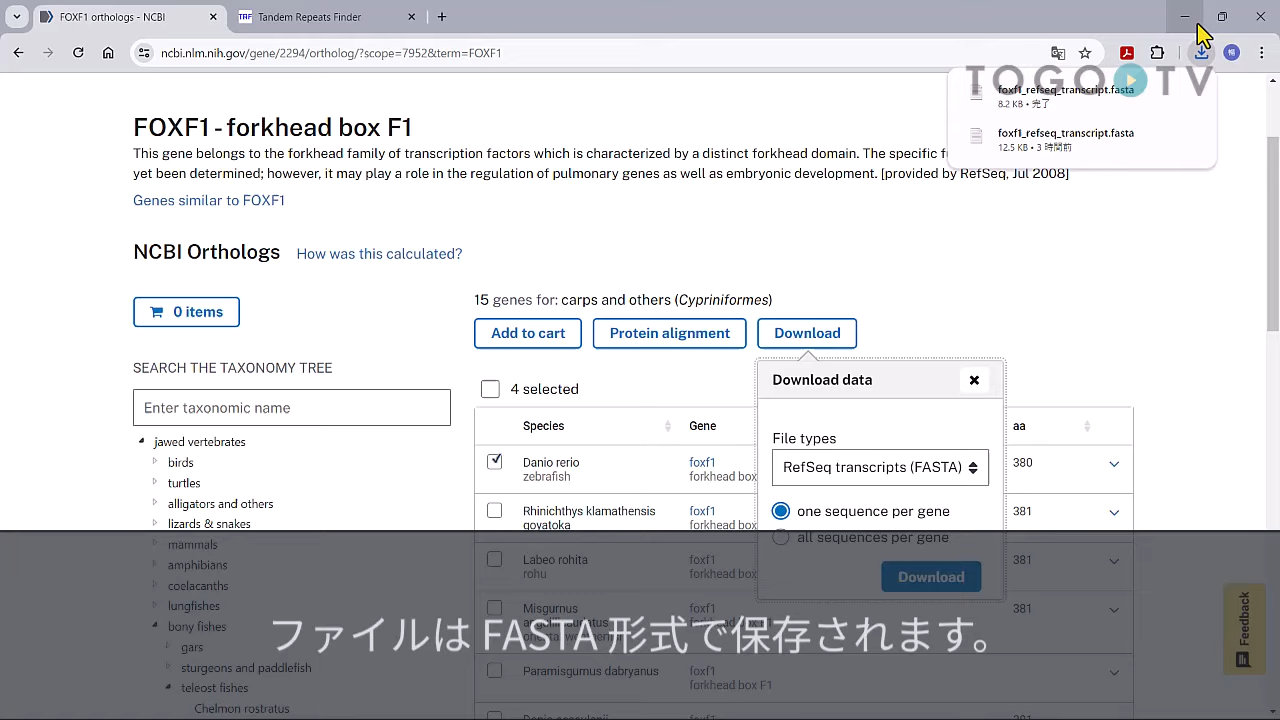 FOXF1 orthologs - NCBI
TRF
Tandem Repeats Finder
ncbi.nlm.nih.gov/gene/2294/ortholog/?scope=7952&term=FOXF1
TOGO TV
foxf1_refseq_transcript.fasta
8.2 KB • 完了
foxf1_refseq_transcript.fasta
12.5 KB • 3 時間前
FOXF1 - forkhead box F1
This gene belongs to the forkhead family of transcription factors which is characterized by a distinct forkhead domain. The specific f
yet been determined; however, it may play a role in the regulation of pulmonary genes as well as embryonic development. [provided by RefSeq, Jul 2008]
Genes similar to FOXF1
NCBI Orthologs
How was this calculated?
0 items
15 genes for: carps and others (Cypriniformes)
Add to cart
Protein alignment
Download
SEARCH THE TAXONOMY TREE
Enter taxonomic name
jawed vertebrates
birds
turtles
alligators and others
lizards & snakes
mammals
amphibians
coelacanths
lungfishes
bony fishes
gars
sturgeons and paddlefish
teleost fishes
Chelmon rostratus
4 selected
Species
Gene
aa
Danio rerio
zebrafish
foxf1
forkhead box
380
Rhinichthys klamathensis
goyatoka
foxf1
forkhead box
381
Labeo rohita
rohu
foxf1
forkhead box
381
Misgurnus
foxf1
381
Paramisgurnus dabryanus
foxf1
forkhead box F1
Download data
File types
RefSeq transcripts (FASTA)
one sequence per gene
all sequences per gene
Download
Feedback
ファイルは FASTA 形式で保存されます。